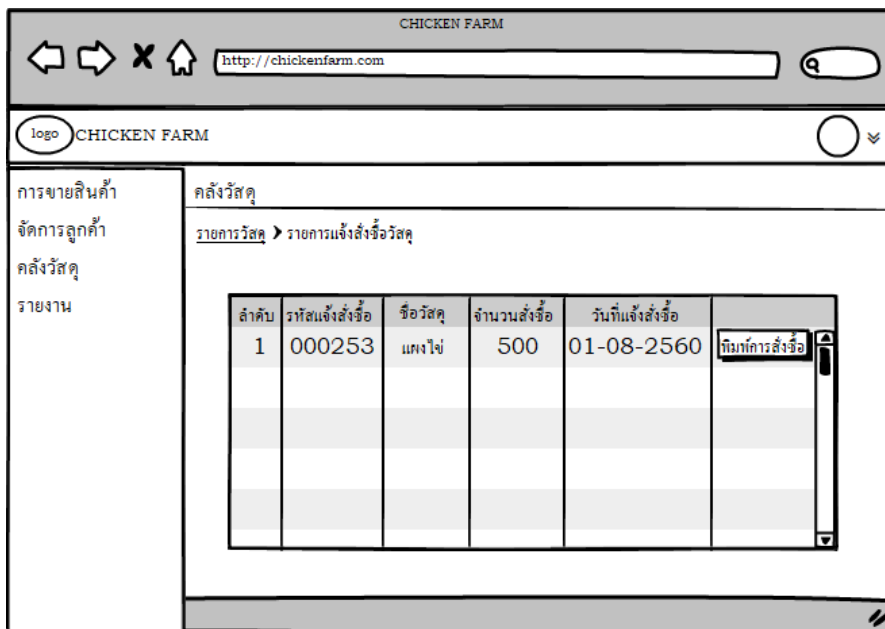 CHICKEN FARM
http://chickenfarm.com
logo CHICKEN FARM
การขายสินค้า
จัดการลูกค้า
คลังวัสดุ
รายงาน
คลังวัสดุ
รายการวัสดุ รายการแจ้งสั่งซื้อวัสดุ
ลำดับ รหัสแจ้งสั่งซื้อ ชื่อวัสดุ จำนวนสั่งซื้อ วันที่แจ้งสั่งซื้อ
1 000253 แผงไข่ 500 01-08-2560 พิมพ์การสั่งซื้อ